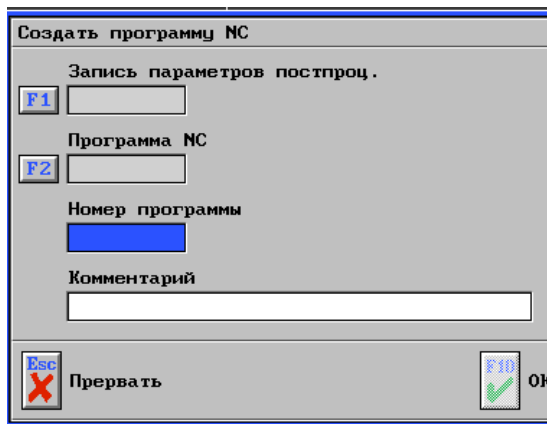 Создать программу NC
Запись параметров постпроц.
F1
Программа NC
F2
Номер программы
Комментарий
Esc
Прервать
F10
OK